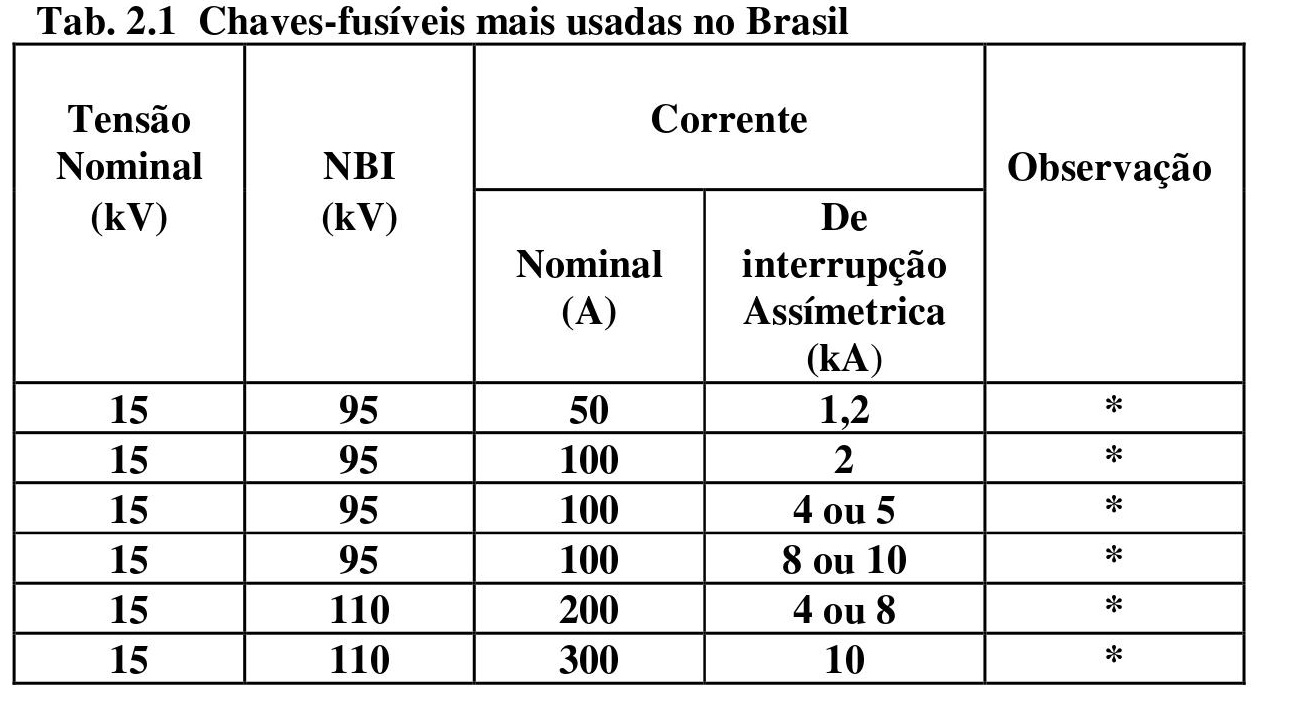 Tab. 2.1 Chaves-fusíveis mais usadas no Brasil
Tensão
Nominal
(kV)
NBI
(kV)
Corrente
Observação
Nominal
(A)
De
interrupção
Assímetrica
(kA)
15 95 50 1,2 *
15 95 100 2 *
15 95 100 4 ou 5 *
15 95 100 8 ou 10 *
15 110 200 4 ou 8 *
15 110 300 10 *